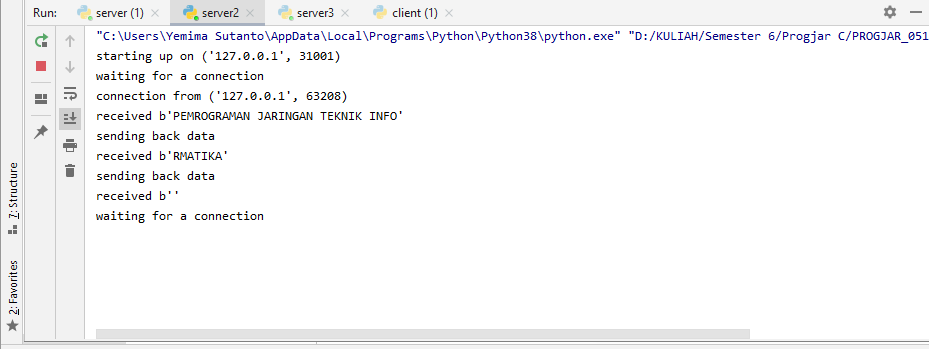 Run: server (1) server2 server3 client (1)
"C:\Users\Yemima Sutanto\AppData\Local\Programs\Python\Python38\python.exe" "D:/KULIAH/Semester 6/Progjar C/PROGJAR_051
starting up on ('127.0.0.1', 31001)
waiting for a connection
connection from ('127.0.0.1', 63208)
received b'PEMROGRAMAN JARINGAN TEKNIK INFO'
sending back data
received b'RMATIKA'
sending back data
received b''
waiting for a connection
7: Structure
2: Favorites